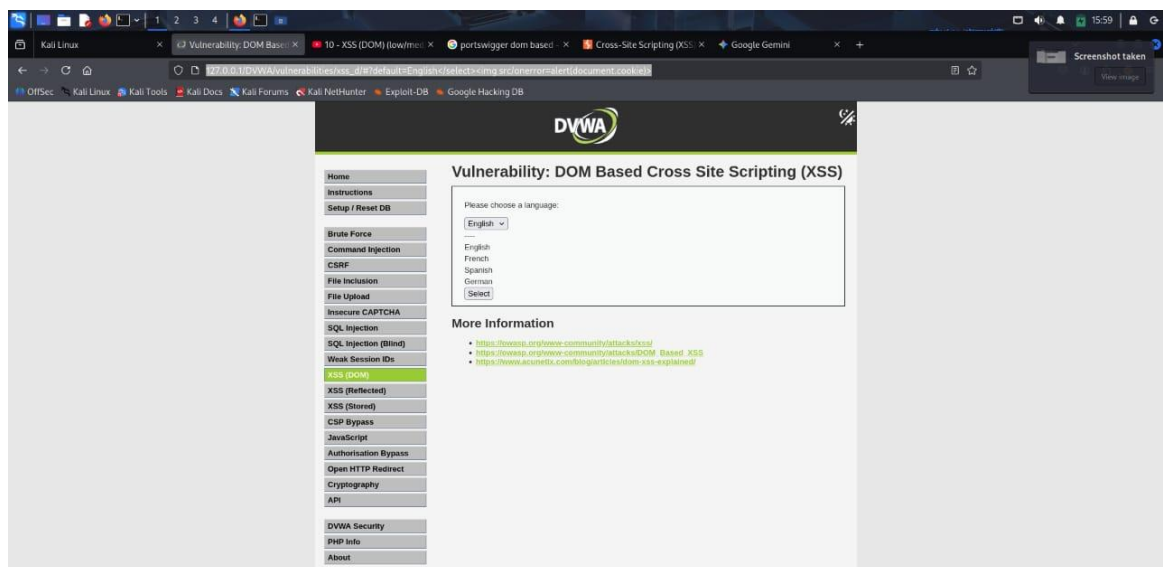 1 2 3 4
15:59
Kali Linux
Vulnerability: DOM Based
10 - XSS (DOM) (low/med
portswigger dom based
Cross-Site Scripting (XSS)
Google Gemini
Screenshot taken
View image
127.0.0.1/DVWA/vulnerabilities/xss_d/#?default=English</select><img src/onerror=alert(document.cookie)>
OffSec
Kali Linux
Kali Tools
Kali Docs
Kali Forums
Kali NetHunter
Exploit-DB
Google Hacking DB
DVWA
Home
Instructions
Setup / Reset DB
Brute Force
Command Injection
CSRF
File Inclusion
File Upload
Insecure CAPTCHA
SQL Injection
SQL Injection (Blind)
Weak Session IDs
XSS (DOM)
XSS (Reflected)
XSS (Stored)
CSP Bypass
JavaScript
Authorisation Bypass
Open HTTP Redirect
Cryptography
API
DVWA Security
PHP Info
About
Vulnerability: DOM Based Cross Site Scripting (XSS)
Please choose a language:
English
----
English
French
Spanish
German
Select
More Information
https://owasp.org/www-community/attacks/xss/
https://owasp.org/www-community/attacks/DOM_Based_XSS
https://www.acunetix.com/blog/articles/dom-xss-explained/